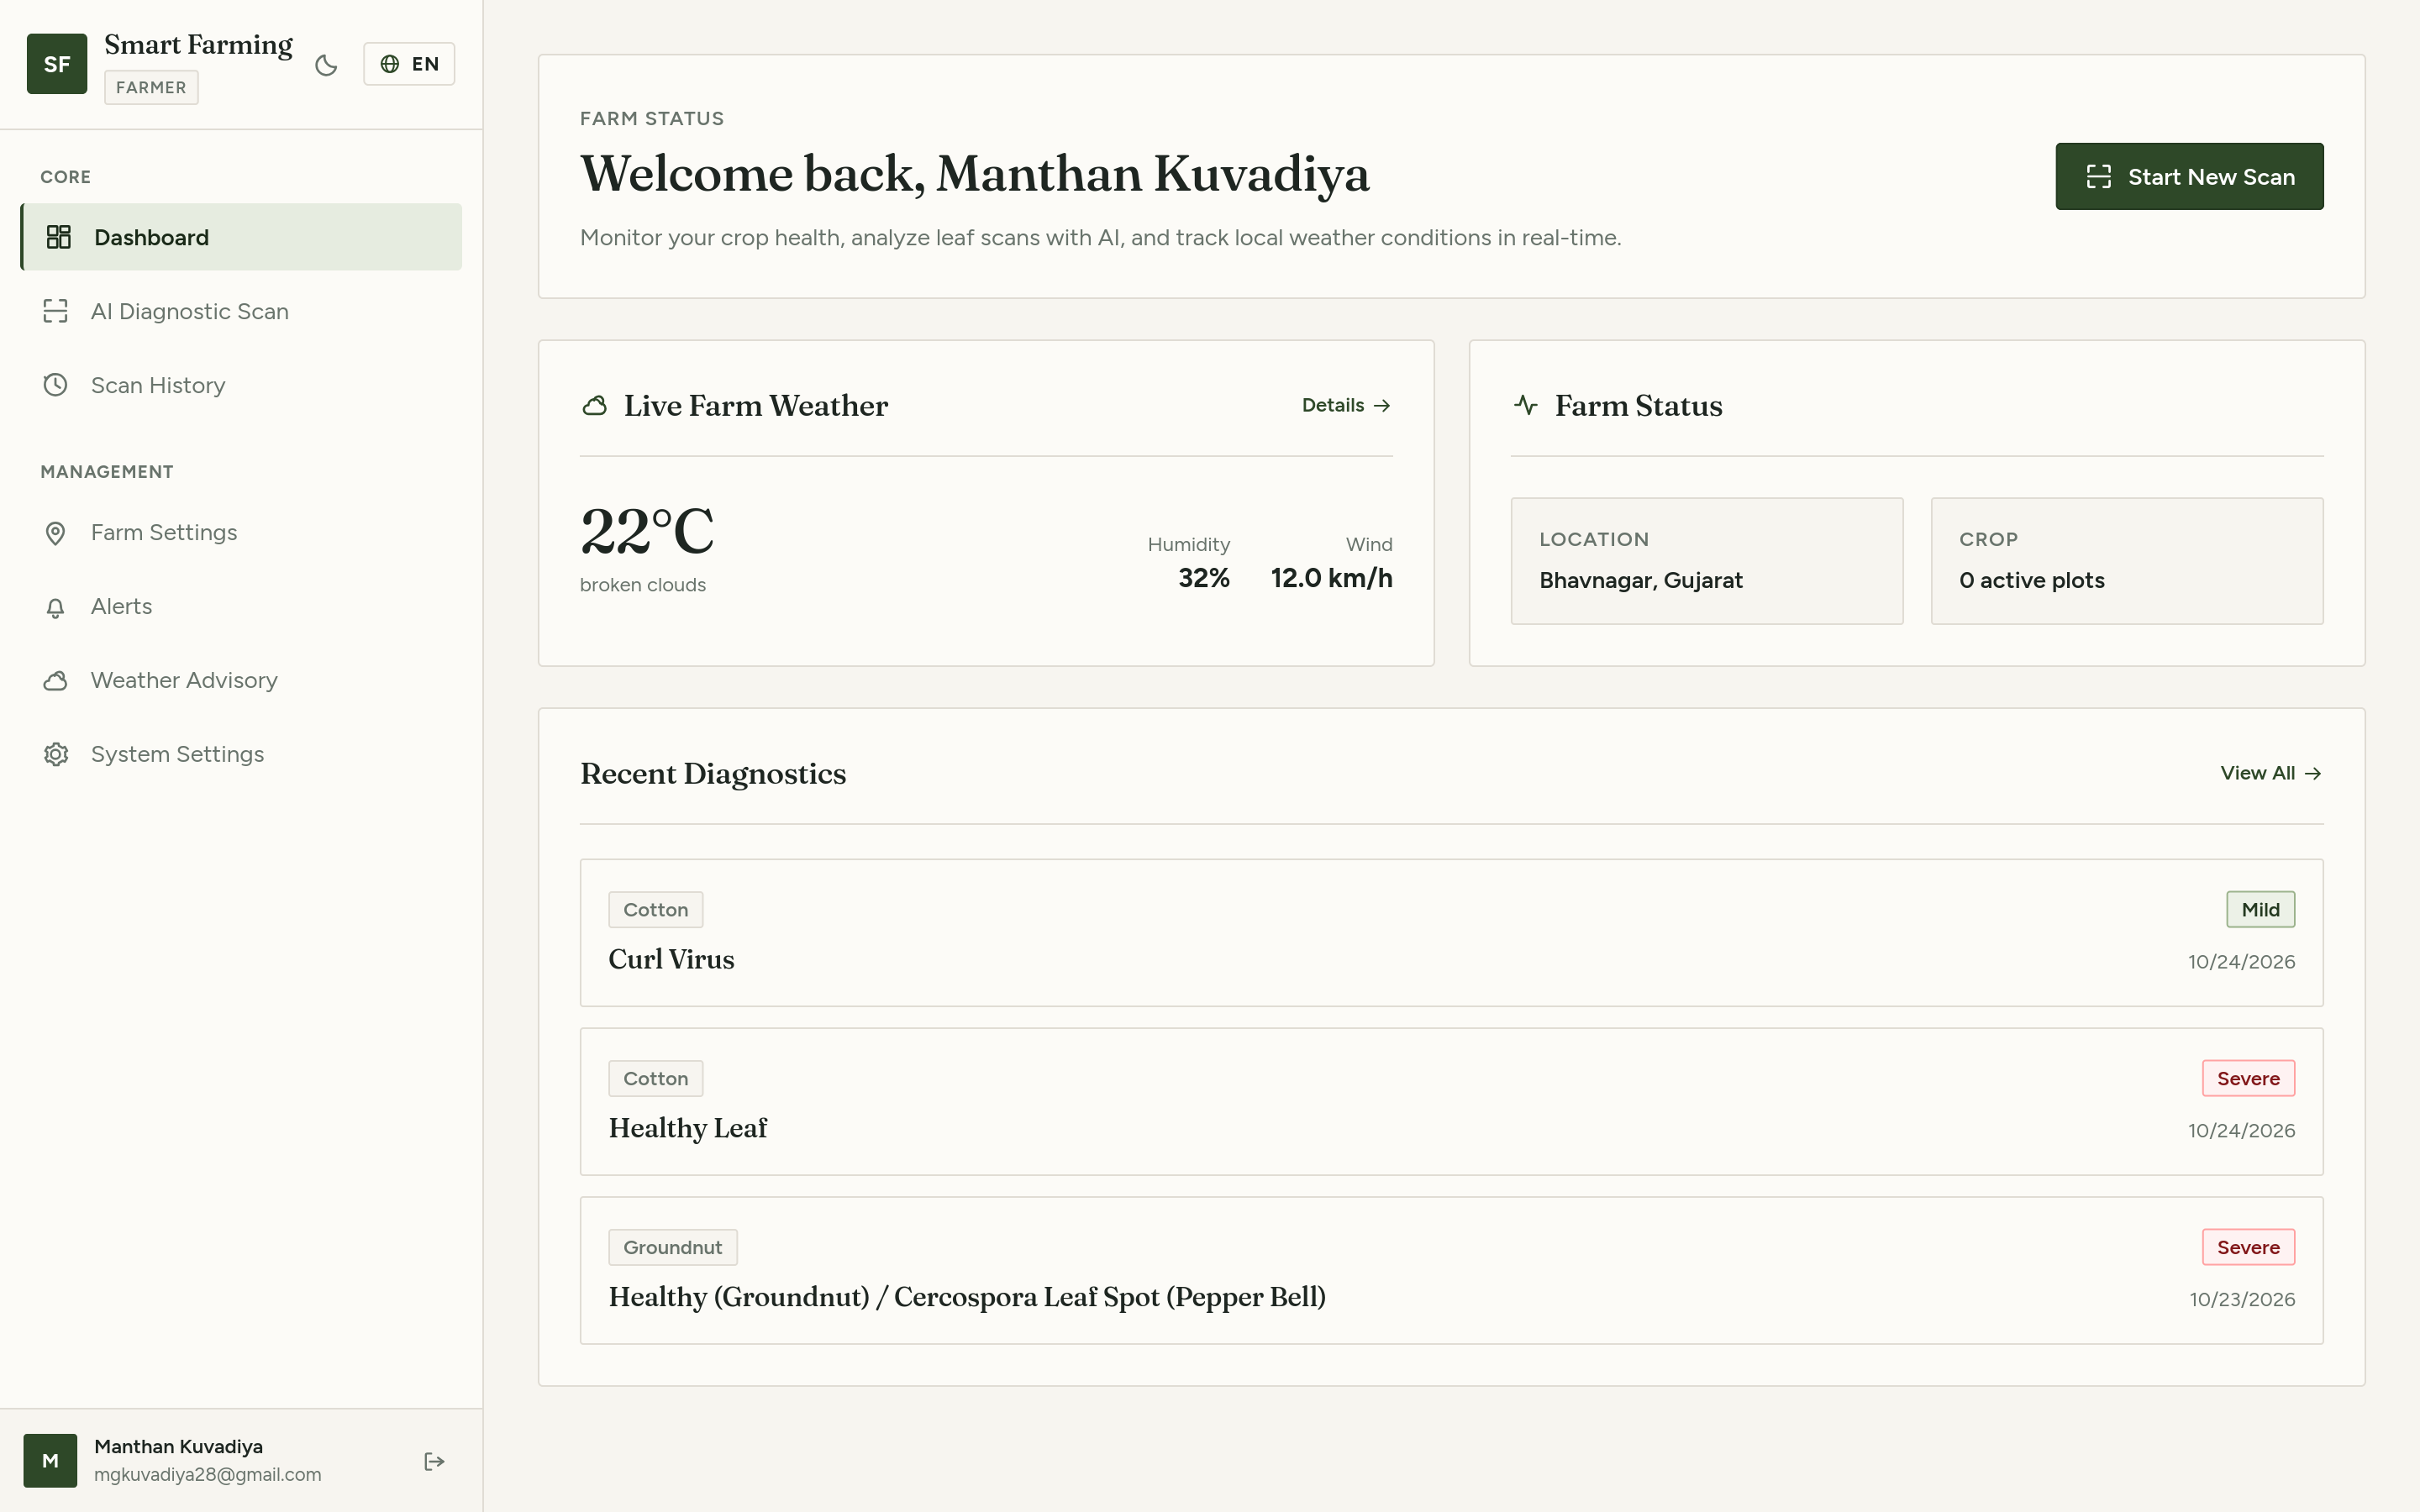 SF
Smart Farming
FARMER
EN
CORE
Dashboard
AI Diagnostic Scan
Scan History
MANAGEMENT
Farm Settings
Alerts
Weather Advisory
System Settings
M
Manthan Kuvadiya
mgkuvadiya28@gmail.com
FARM STATUS
Welcome back, Manthan Kuvadiya
Monitor your crop health, analyze leaf scans with AI, and track local weather conditions in real-time.
Start New Scan
Live Farm Weather
Details →
22°C
broken clouds
Humidity
32%
Wind
12.0 km/h
Farm Status
LOCATION
Bhavnagar, Gujarat
CROP
0 active plots
Recent Diagnostics
View All →
Cotton
Mild
Curl Virus
10/24/2026
Cotton
Severe
Healthy Leaf
10/24/2026
Groundnut
Severe
Healthy (Groundnut) / Cercospora Leaf Spot (Pepper Bell)
10/23/2026